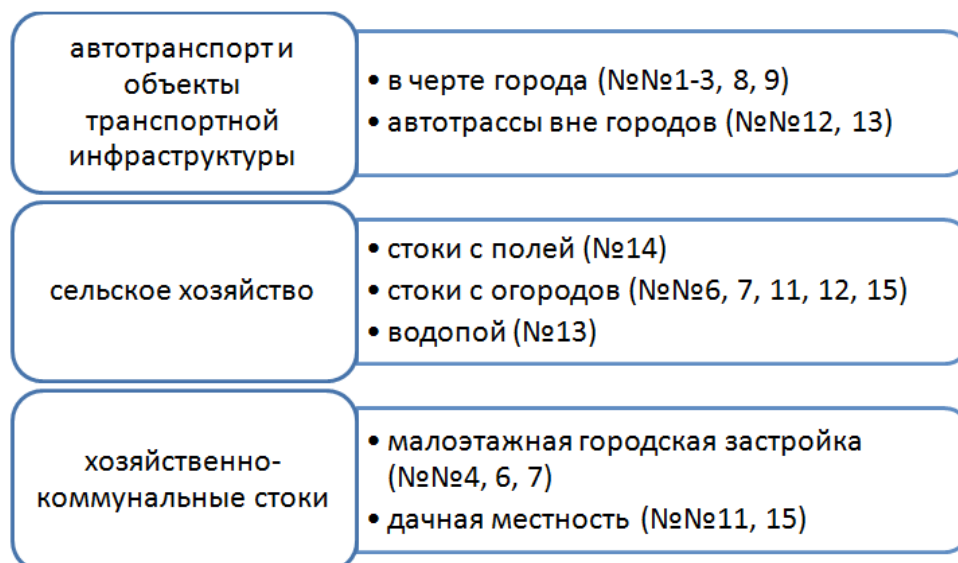 автотранспорт и
объекты
транспортной
инфраструктуры
• в черте города (№№1-3, 8, 9)
• автотрассы вне городов (№№12, 13)
сельское хозяйство
• стоки с полей (№14)
• стоки с огородов (№№6, 7, 11, 12, 15)
• водопой (№13)
хозяйственно-
коммунальные стоки
• малоэтажная городская застройка
(№№4, 6, 7)
• дачная местность (№№11, 15)